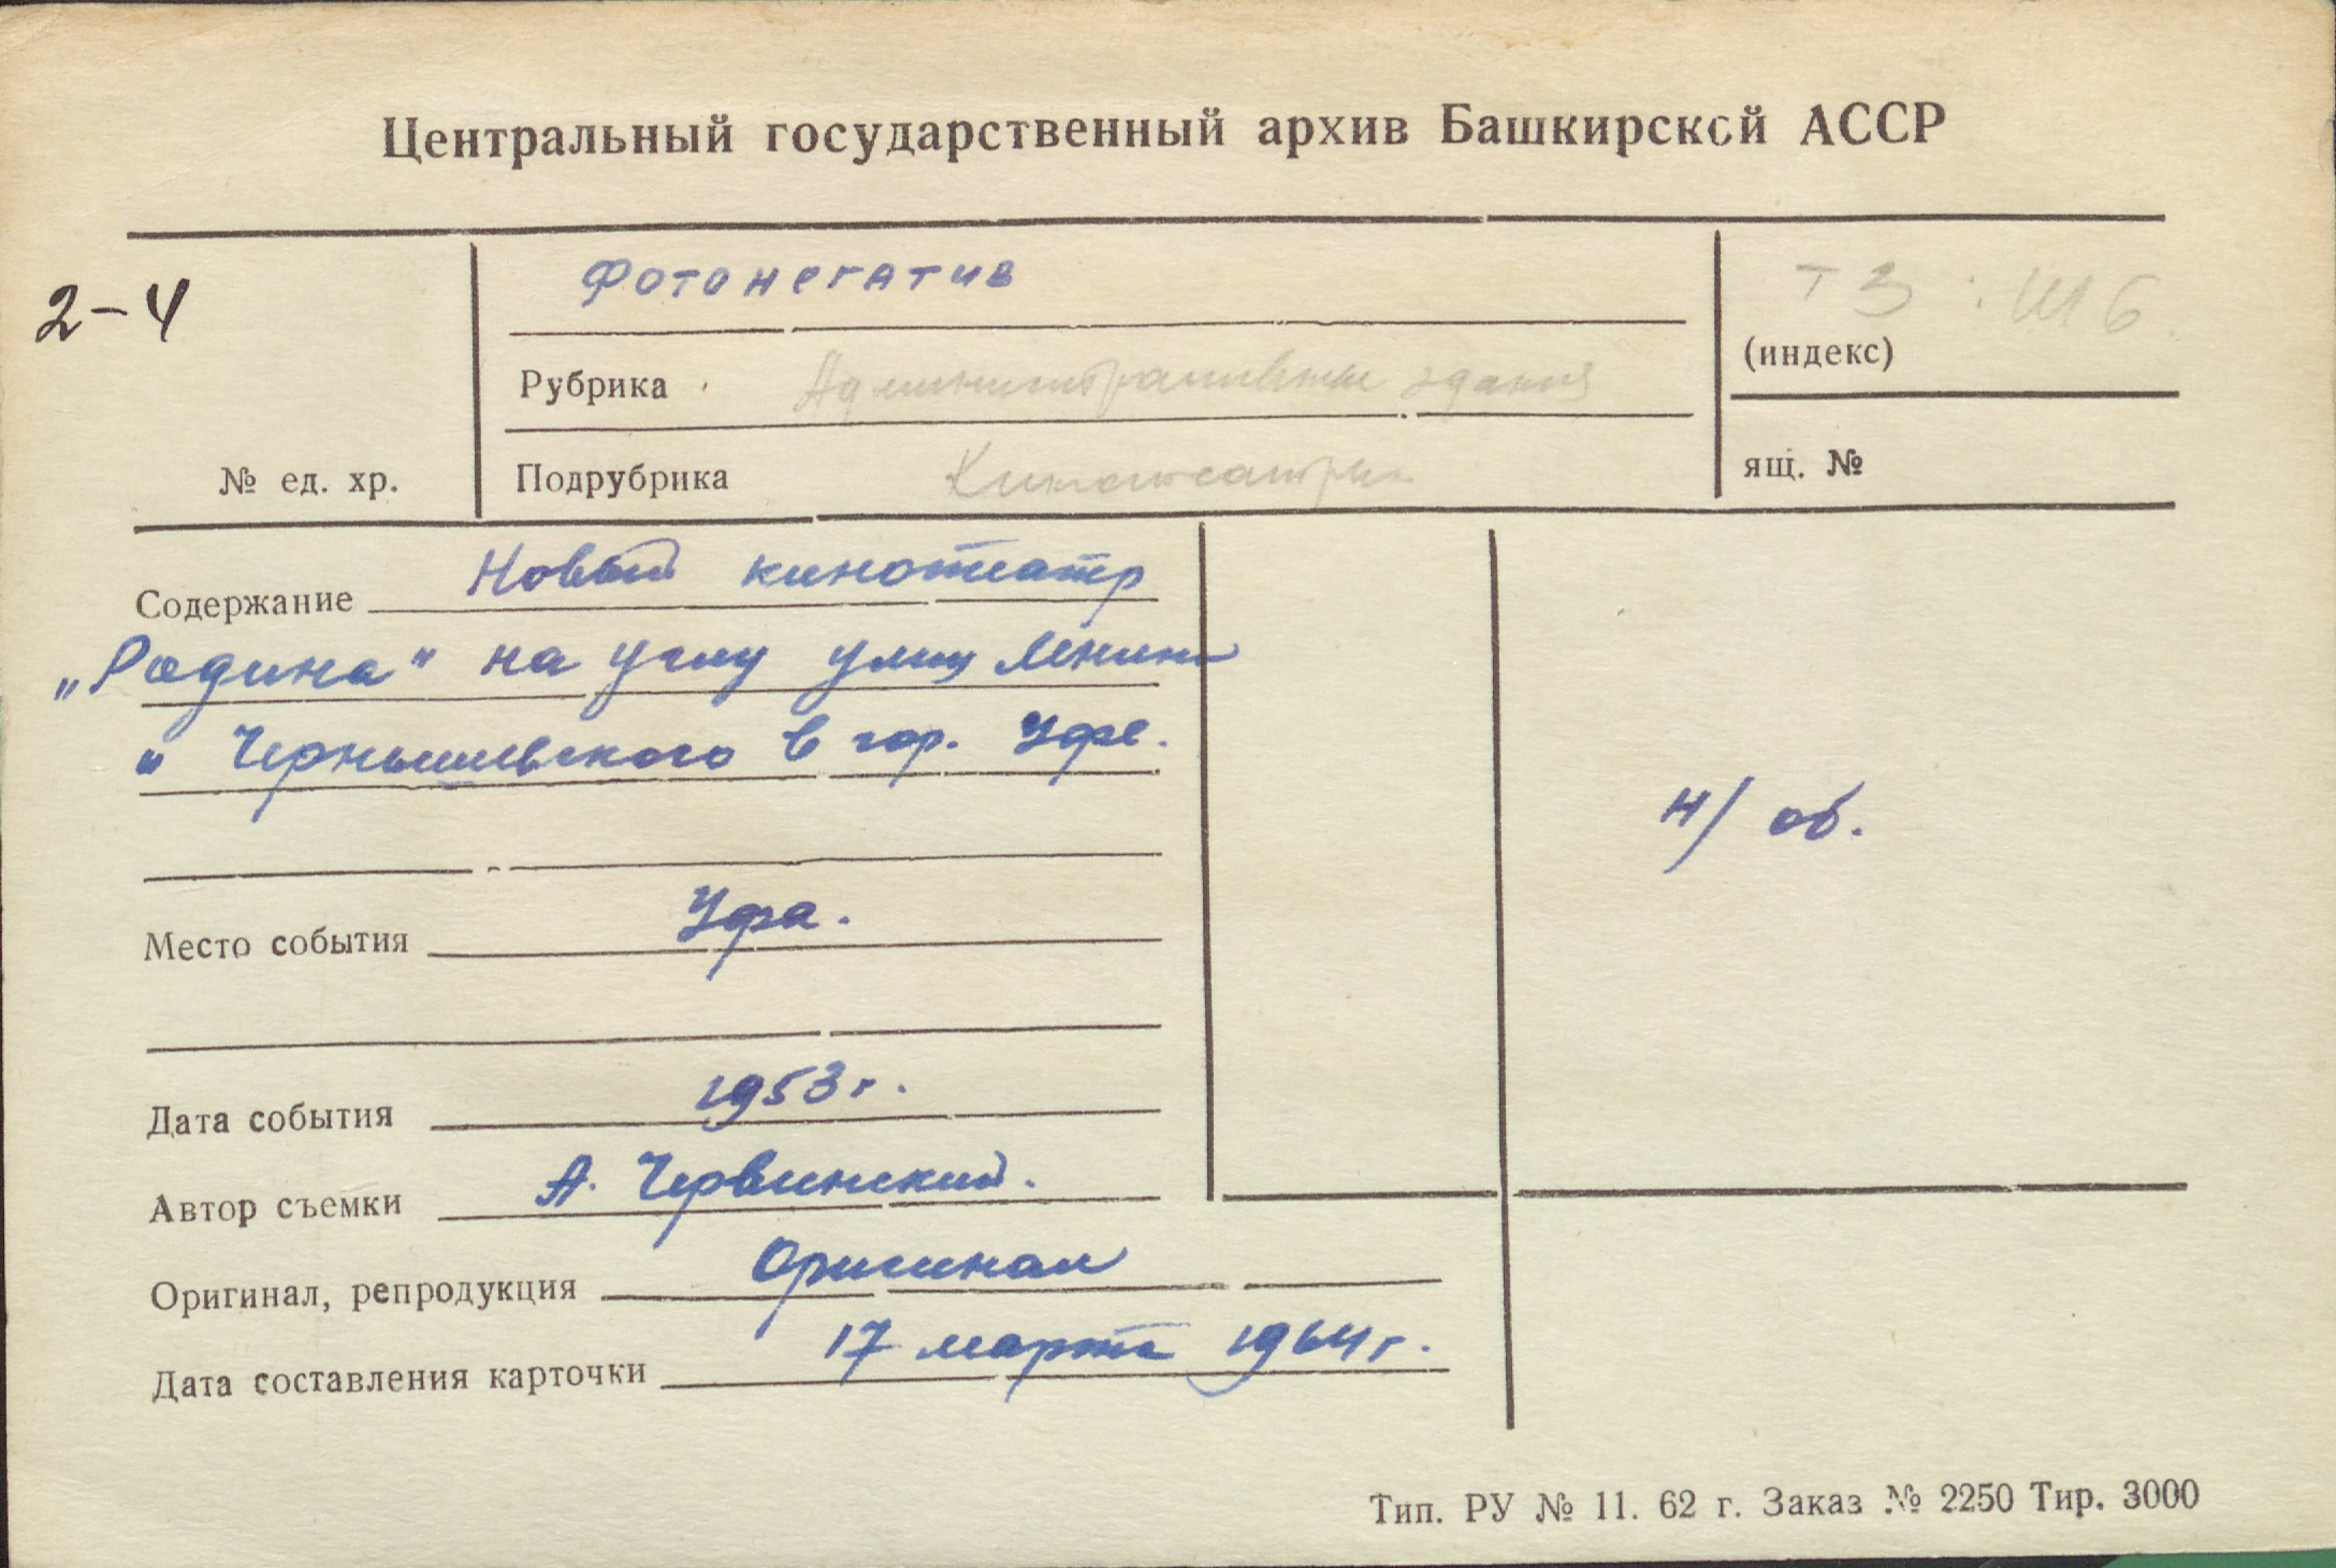 Центральный государственный архив Башкирской АССР
2-4
№ ед. хр.
Фотонегатив
Рубрика Административные здания
Подрубрика Кинотеатры
(индекс)
ящ. №
Содержание Новый кинотеатр
„Родина" на углу улиц Ленина
и Чернышевского в гор. Уфе.
н/ об.
Место события Уфа.
Дата события 1953 г.
Автор съемки А. Червинский.
Оригинал, репродукция Оригинал
Дата составления карточки 17 марта 1964 г.
Тип. РУ № 11. 62 г. Заказ № 2250 Тир. 3000